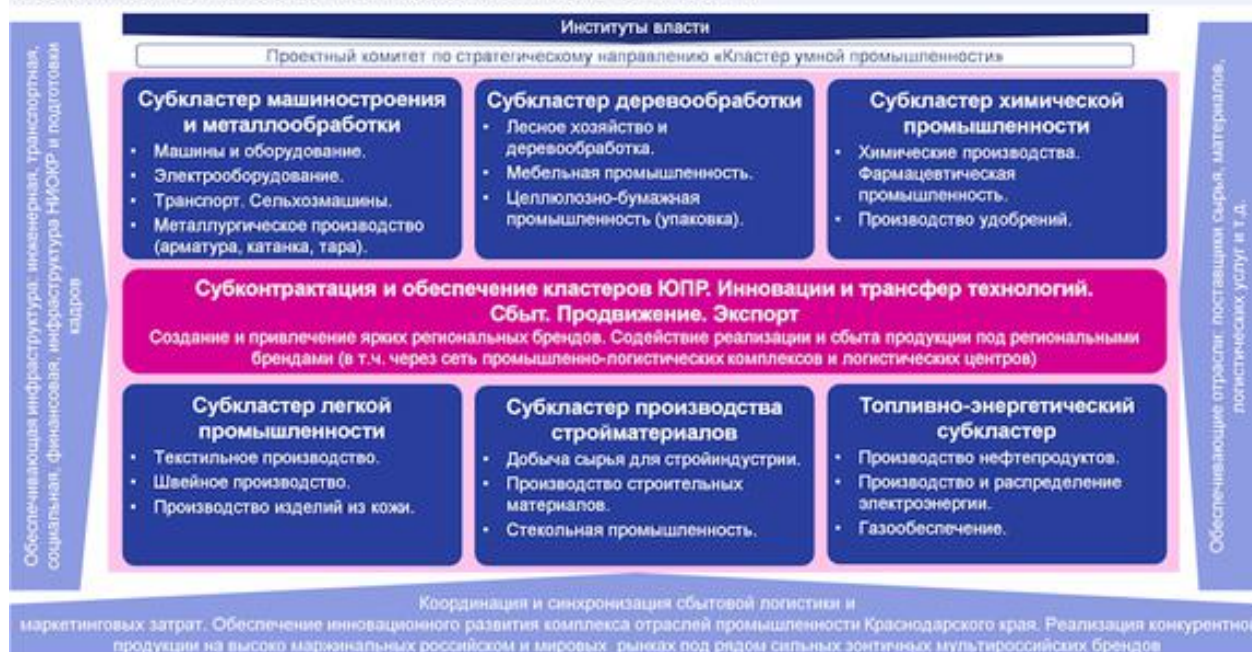 Институты власти
Проектный комитет по стратегическому направлению «Кластер умной промышленности»
Обеспечивающая инфраструктура, инженерная, транспортная,
социальная, финансовая, инфраструктура НИОКР и подготовки
кадров
Субкластер машиностроения
и металлообработки
• Машины и оборудование.
• Электрооборудование.
• Транспорт. Сельхозмашины.
• Металлургическое производство
(арматура, катанка, тара).
Субкластер деревообработки
• Лесное хозяйство и
деревообработка.
• Мебельная промышленность.
• Целлюлозно-бумажная
промышленность (упаковка).
Субкластер химической
промышленности
• Химические производства.
Фармацевтическая
промышленность.
• Производство удобрений.
Субконтрактация и обеспечение кластеров ЮПР. Инновации и трансфер технологий.
Сбыт. Продвижение. Экспорт
Создание и привлечение ярких региональных брендов. Содействие реализации и сбыта продукции под региональными
брендами (в т.ч. через сеть промышленно-логистических комплексов и логистических центров)
Субкластер легкой
промышленности
• Текстильное производство.
• Швейное производство.
• Производство изделий из кожи.
Субкластер производства
стройматериалов
• Добыча сырья для стройиндустрии.
• Производство строительных
материалов.
• Стекольная промышленность.
Топливно-энергетический
субкластер
• Производство нефтепродуктов.
• Производство и распределение
электроэнергии.
• Газообеспечение.
Обеспечивающие отрасли: поставщики сырья, материалов,
логистических услуг и т.д.
Координация и синхронизация сбытовой логистики и
маркетинговых затрат. Обеспечение инновационного развития комплекса отраслей промышленности Краснодарского края. Реализация конкурентной
продукции на высоко маржинальных российском и мировых рынках под рядом сильных зонтичных мультироссийских брендов